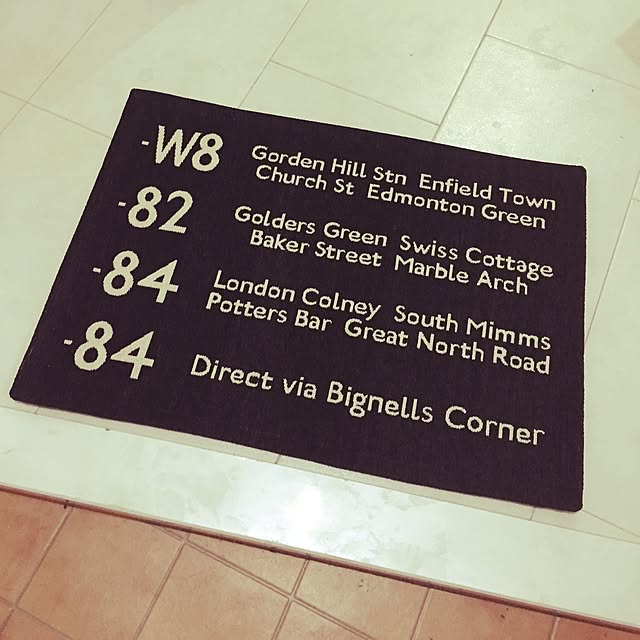 -W8 Gorden Hill Stn Enfield Town
Church St Edmonton Green
-82 Golders Green Swiss Cottage
Baker Street Marble Arch
-84 London Colney South Mimms
Potters Bar Great North Road
-84 Direct via Bignells Corner